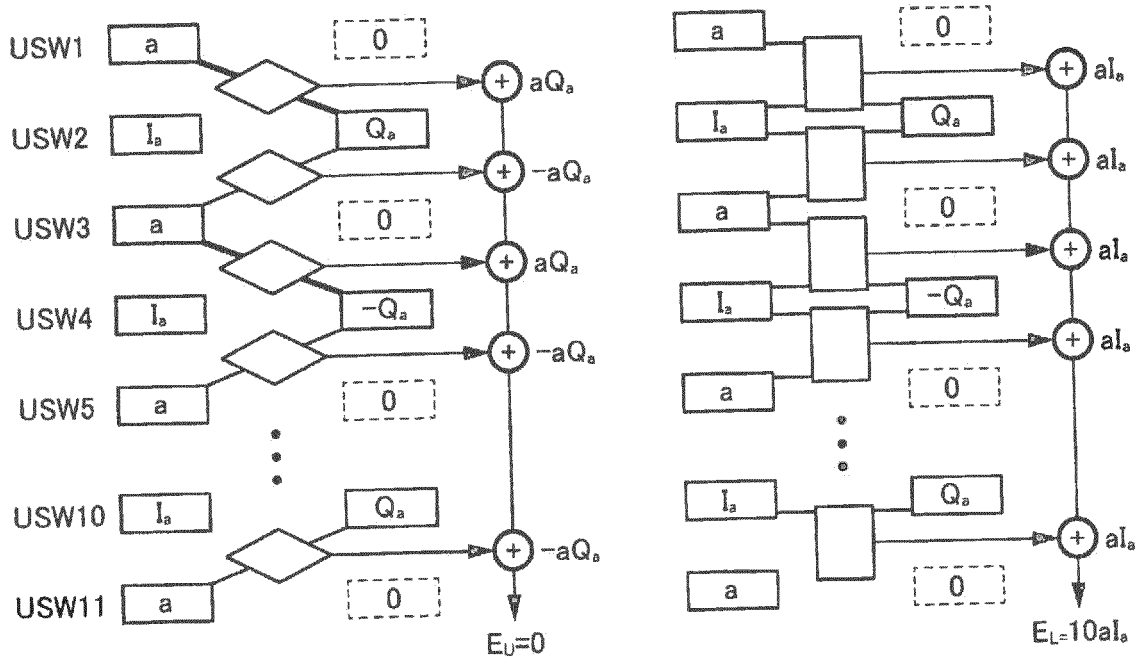 USW1 a 0 a 0
+ aQₐ + aIₐ
USW2 Iₐ Qₐ Iₐ Qₐ
+ -aQₐ + aIₐ
USW3 a 0 a 0
+ aQₐ + aIₐ
USW4 Iₐ -Qₐ Iₐ -Qₐ
+ -aQₐ + aIₐ
USW5 a 0 a 0
USW10 Iₐ Qₐ Iₐ Qₐ
+ -aQₐ + aIₐ
USW11 a 0 a 0
E_U=0 E_L=10aIₐ